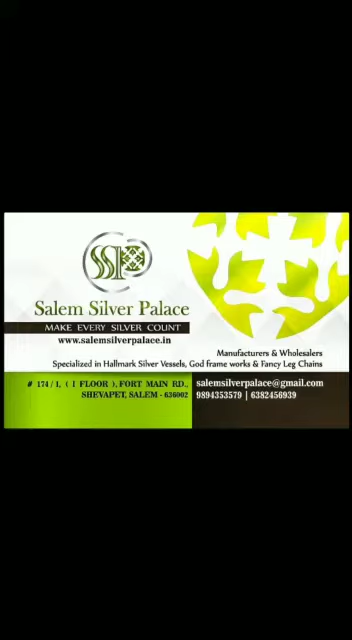 SSP
Salem Silver Palace
MAKE EVERY SILVER COUNT
www.salemsilverpalace.in
Manufacturers & Wholesalers
Specialized in Hallmark Silver Vessels, God frame works & Fancy Leg Chains
# 174 / 1, ( I FLOOR ), FORT MAIN RD.,
SHEVAPET, SALEM - 636002
salemsilverpalace@gmail.com
9894353579 | 6382456939